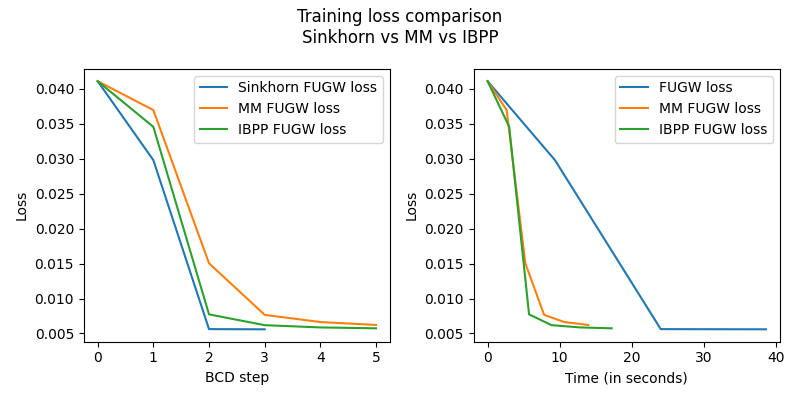 Training loss comparison
Sinkhorn vs MM vs IBPP
Loss
0.040
0.035
0.030
0.025
0.020
0.015
0.010
0.005
0 1 2 3 4 5
BCD step
Sinkhorn FUGW loss
MM FUGW loss
IBPP FUGW loss
Loss
0.040
0.035
0.030
0.025
0.020
0.015
0.010
0.005
0 10 20 30 40
Time (in seconds)
FUGW loss
MM FUGW loss
IBPP FUGW loss